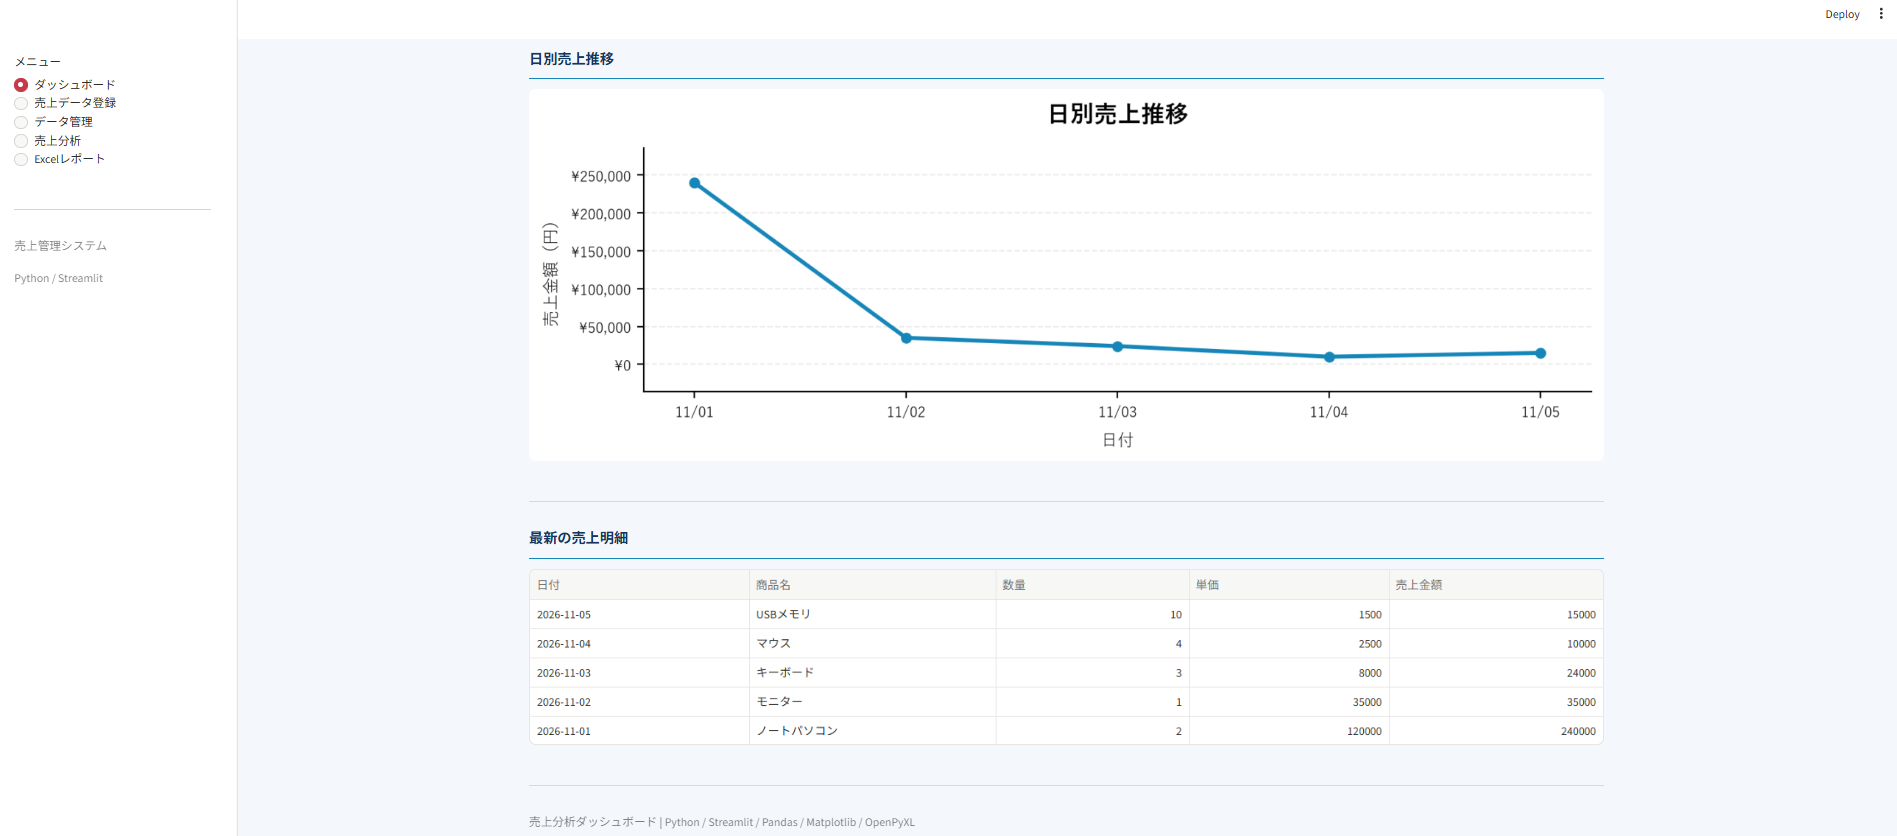 Deploy
メニュー
ダッシュボード
売上データ登録
データ管理
売上分析
Excelレポート
売上管理システム
Python / Streamlit
日別売上推移
日別売上推移
売上金額（円）
¥250,000
¥200,000
¥150,000
¥100,000
¥50,000
¥0
11/01 11/02 11/03 11/04 11/05
日付
最新の売上明細
日付 商品名 数量 単価 売上金額
2026-11-05 USBメモリ 10 1500 15000
2026-11-04 マウス 4 2500 10000
2026-11-03 キーボード 3 8000 24000
2026-11-02 モニター 1 35000 35000
2026-11-01 ノートパソコン 2 120000 240000
売上分析ダッシュボード | Python / Streamlit / Pandas / Matplotlib / OpenPyXL